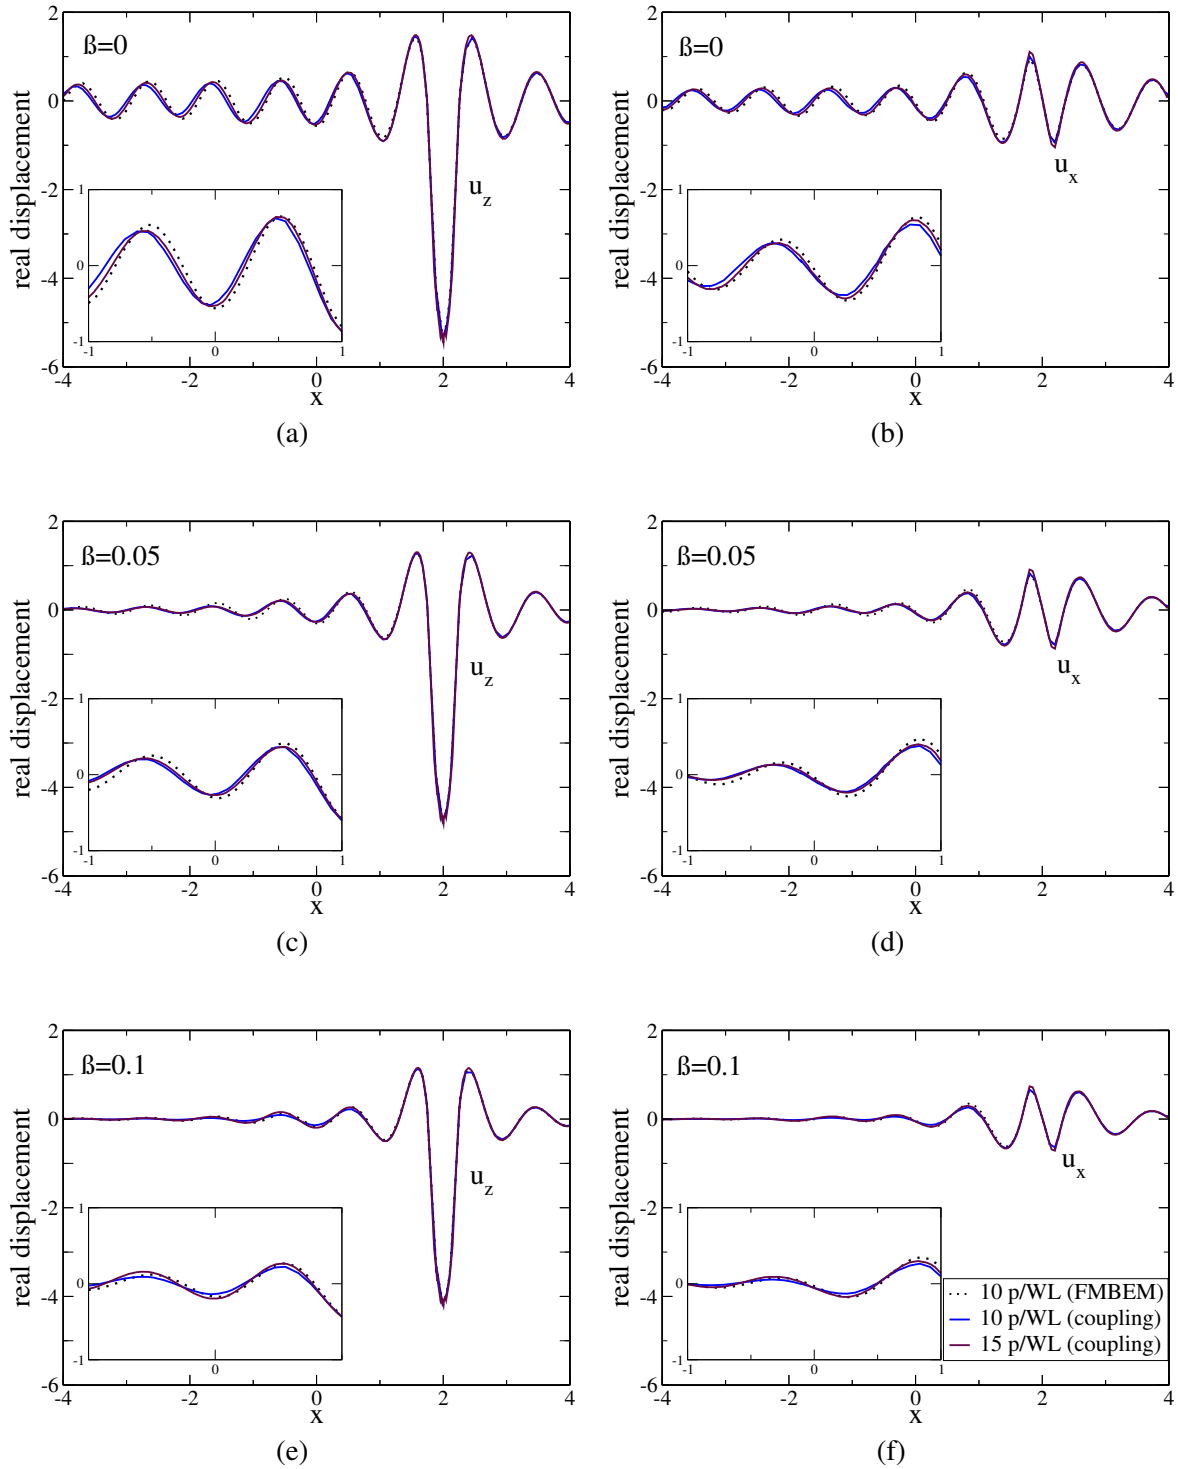 2
0
-2
-4
-6
-4
-2
0
2
4
real displacement
x
ß=0
u_z
1
0
-1
-1
0
1
(a)
2
0
-2
-4
-6
-4
-2
0
2
4
real displacement
x
ß=0
u_x
1
0
-1
-1
0
1
(b)
2
0
-2
-4
-6
-4
-2
0
2
4
real displacement
x
ß=0.05
u_z
1
0
-1
-1
0
1
(c)
2
0
-2
-4
-6
-4
-2
0
2
4
real displacement
x
ß=0.05
u_x
1
0
-1
-1
0
1
(d)
2
0
-2
-4
-6
-4
-2
0
2
4
real displacement
x
ß=0.1
u_z
1
0
-1
0
(e)
2
0
-2
-4
-6
-4
-2
0
2
4
real displacement
x
ß=0.1
u_x
1
0
-1
-1
0
1
10 p/WL (FMBEM)
10 p/WL (coupling)
15 p/WL (coupling)
(f)